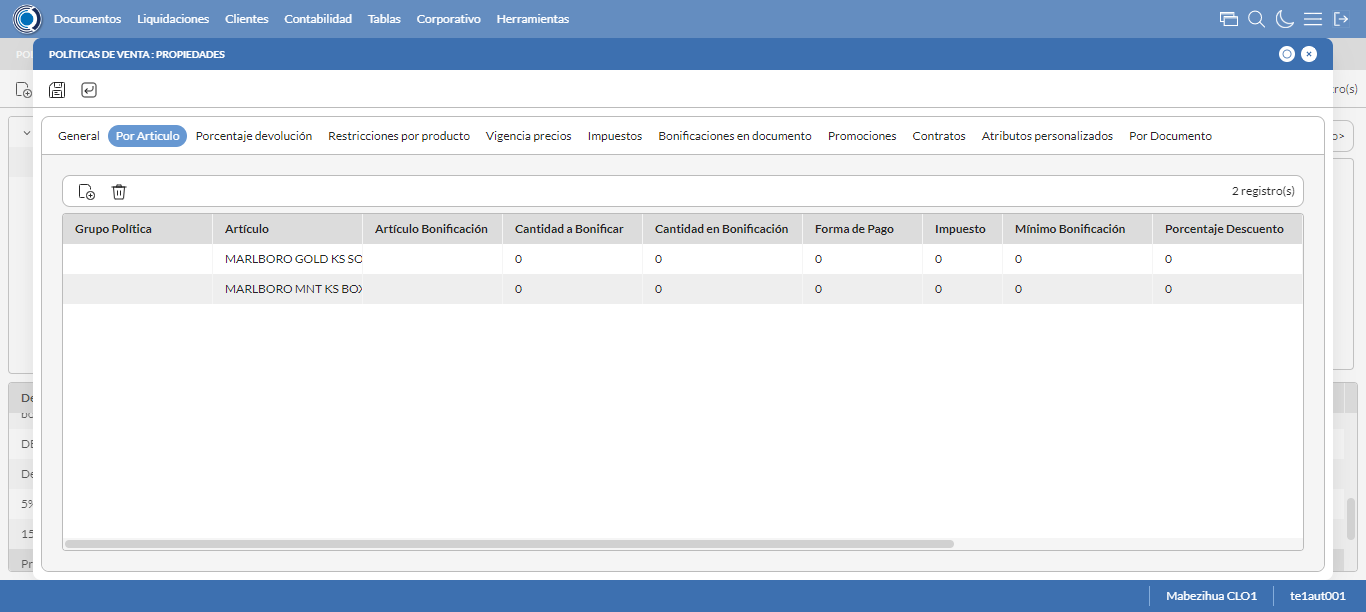 Documentos Liquidaciones Clientes Contabilidad Tablas Corporativo Herramientas
POLÍTICAS DE VENTA : PROPIEDADES
ro(s)
General Por Articulo Porcentaje devolución Restricciones por producto Vigencia precios Impuestos Bonificaciones en documento Promociones Contratos Atributos personalizados Por Documento
2 registro(s)
Grupo Política Artículo Artículo Bonificación Cantidad a Bonificar Cantidad en Bonificación Forma de Pago Impuesto Mínimo Bonificación Porcentaje Descuento
MARLBORO GOLD KS SO 0 0 0 0 0 0
MARLBORO MNT KS BOX 0 0 0 0 0 0
De
DE
De
5%
15
Pr
Mabezihua CLO1 te1aut001